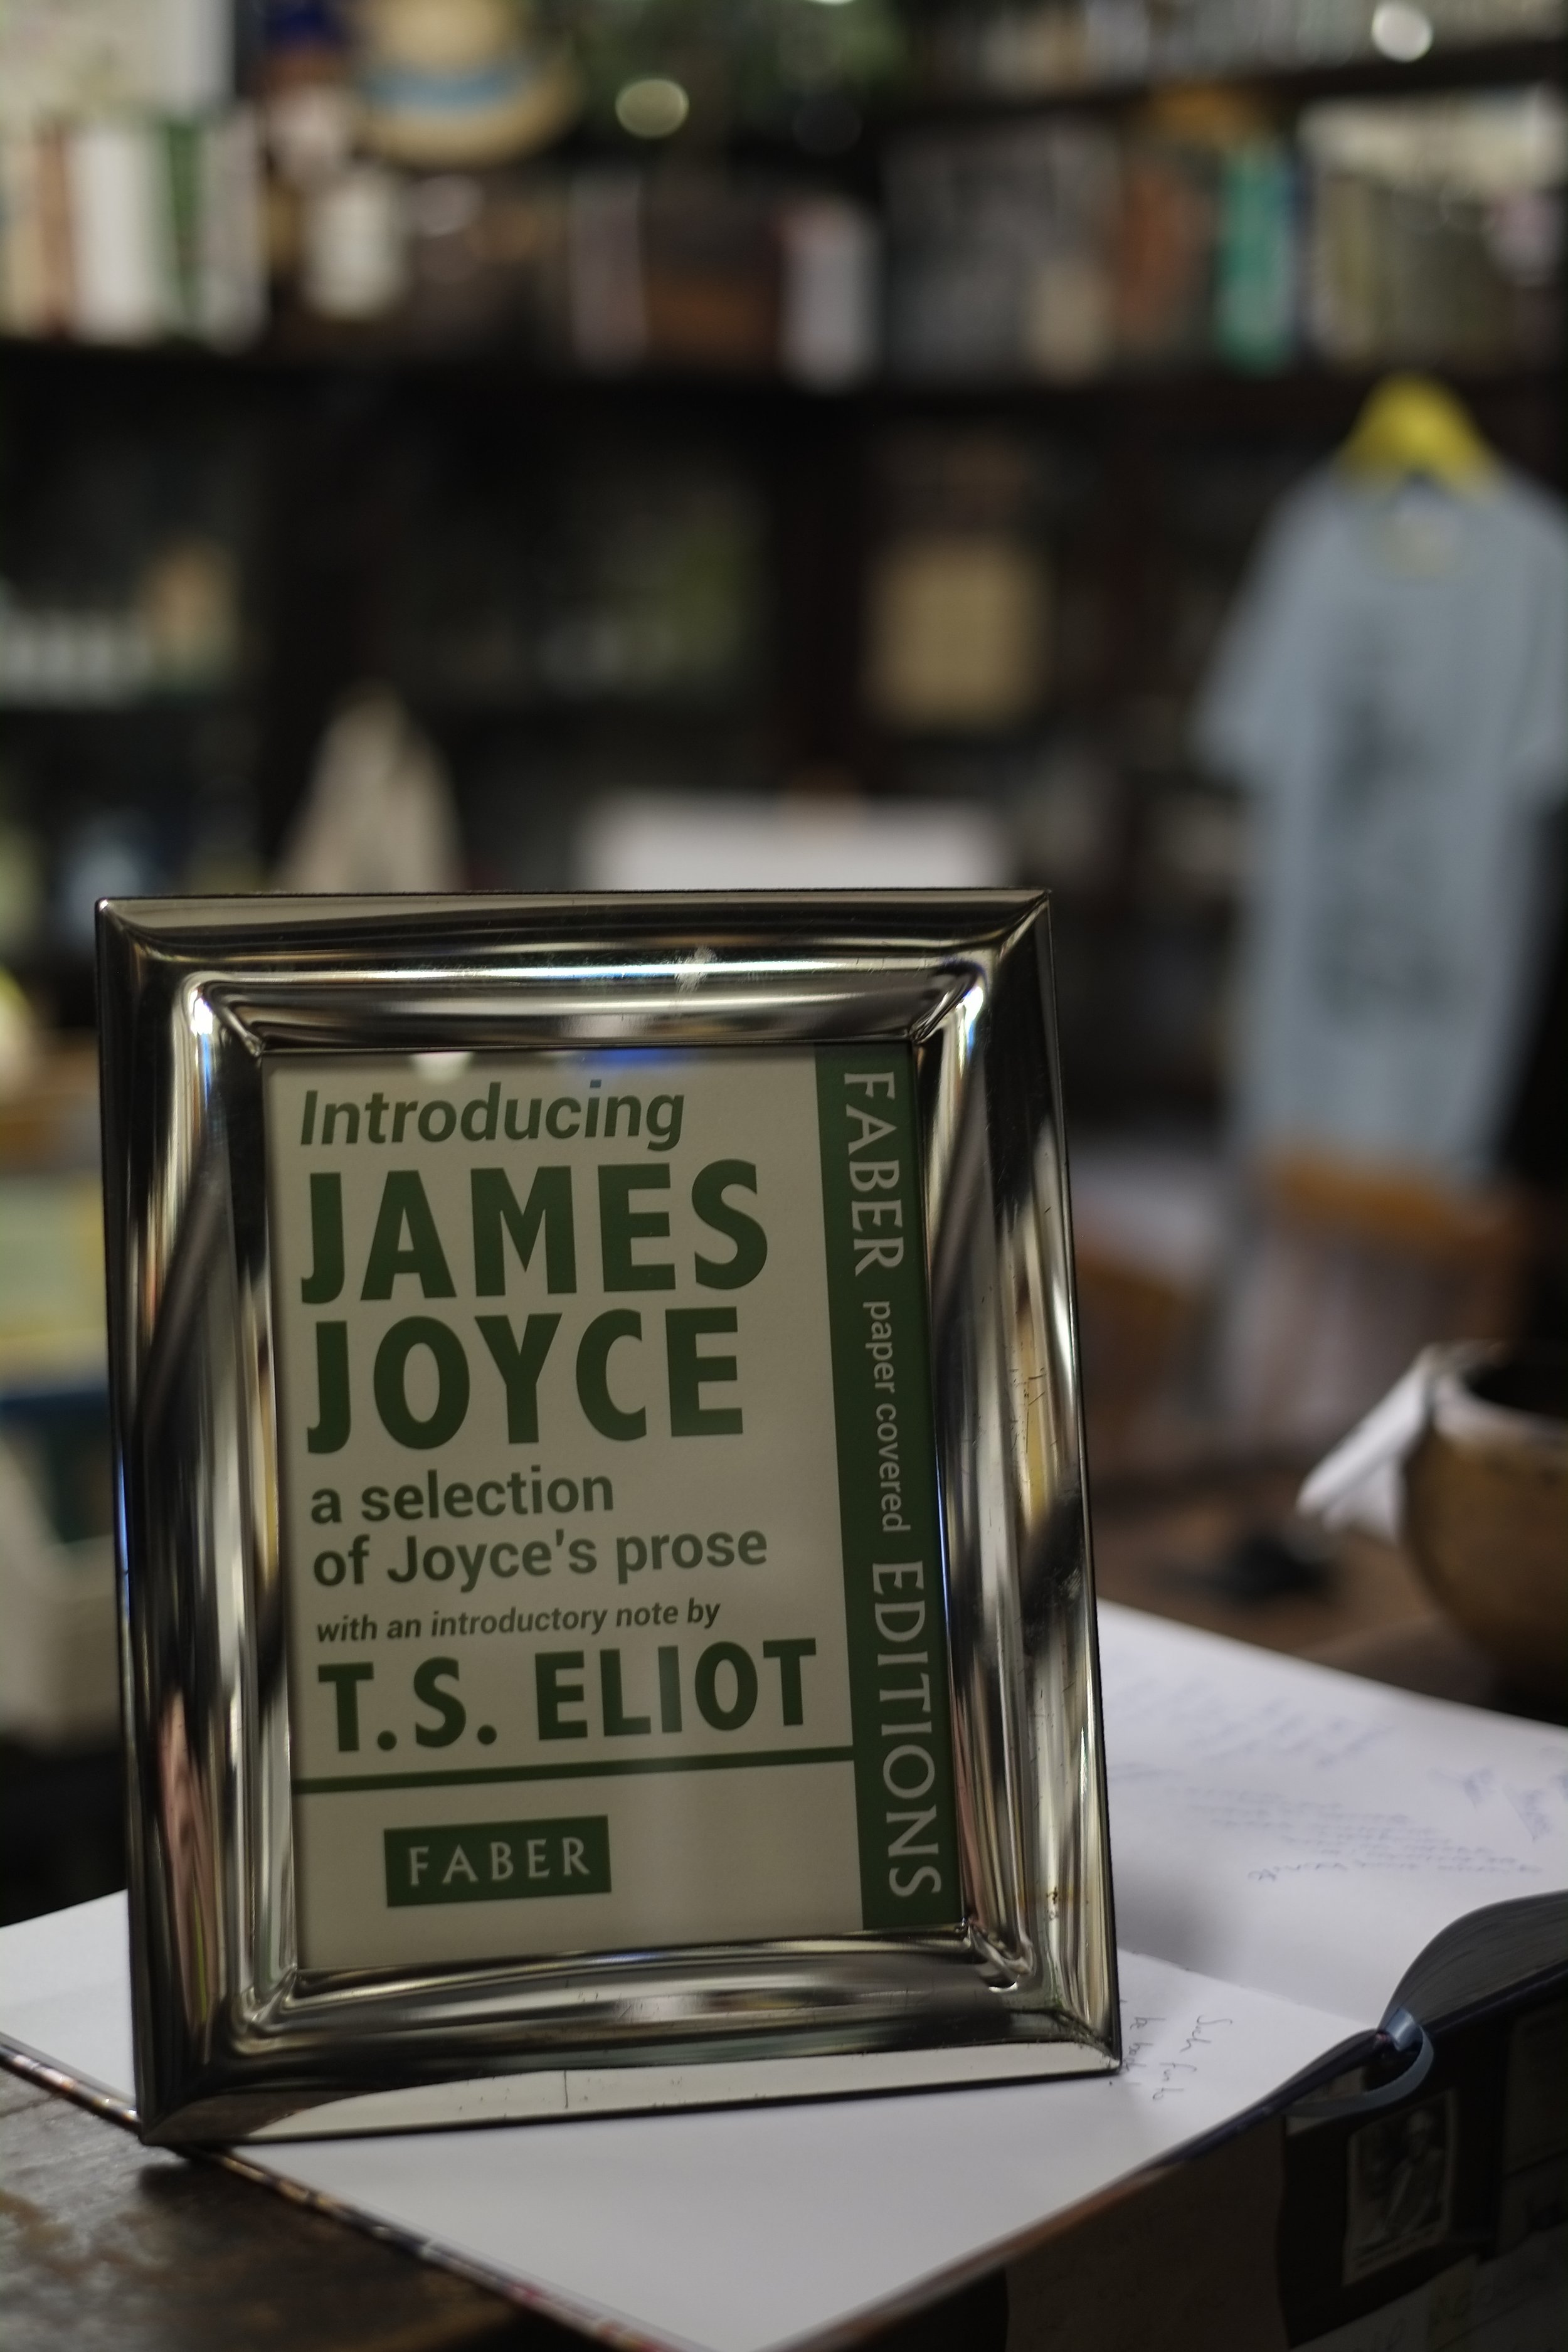 Introducing
JAMES
JOYCE
a selection
of Joyce's prose
with an introductory note by
T.S. ELIOT
FABER
FABER paper covered EDITIONS